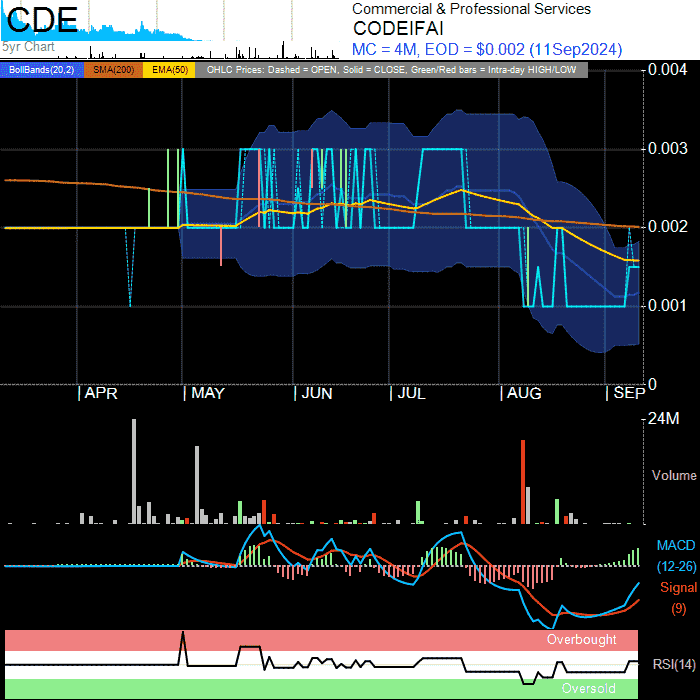 CDE
Commercial & Professional Services
CODEIFAI
5yr Chart
MC = 4M, EOD = $0.002 (11Sep2024)
BollBands(20,2) SMA(200) EMA(50) OHLC Prices: Dashed = OPEN, Solid = CLOSE, Green/Red bars = Intra-day HIGH/LOW
0.004
0.003
0.002
0.001
0
APR MAY JUN JUL AUG SEP
24M
Volume
MACD
(12-26)
Signal
(9)
Overbought
RSI(14)
Oversold